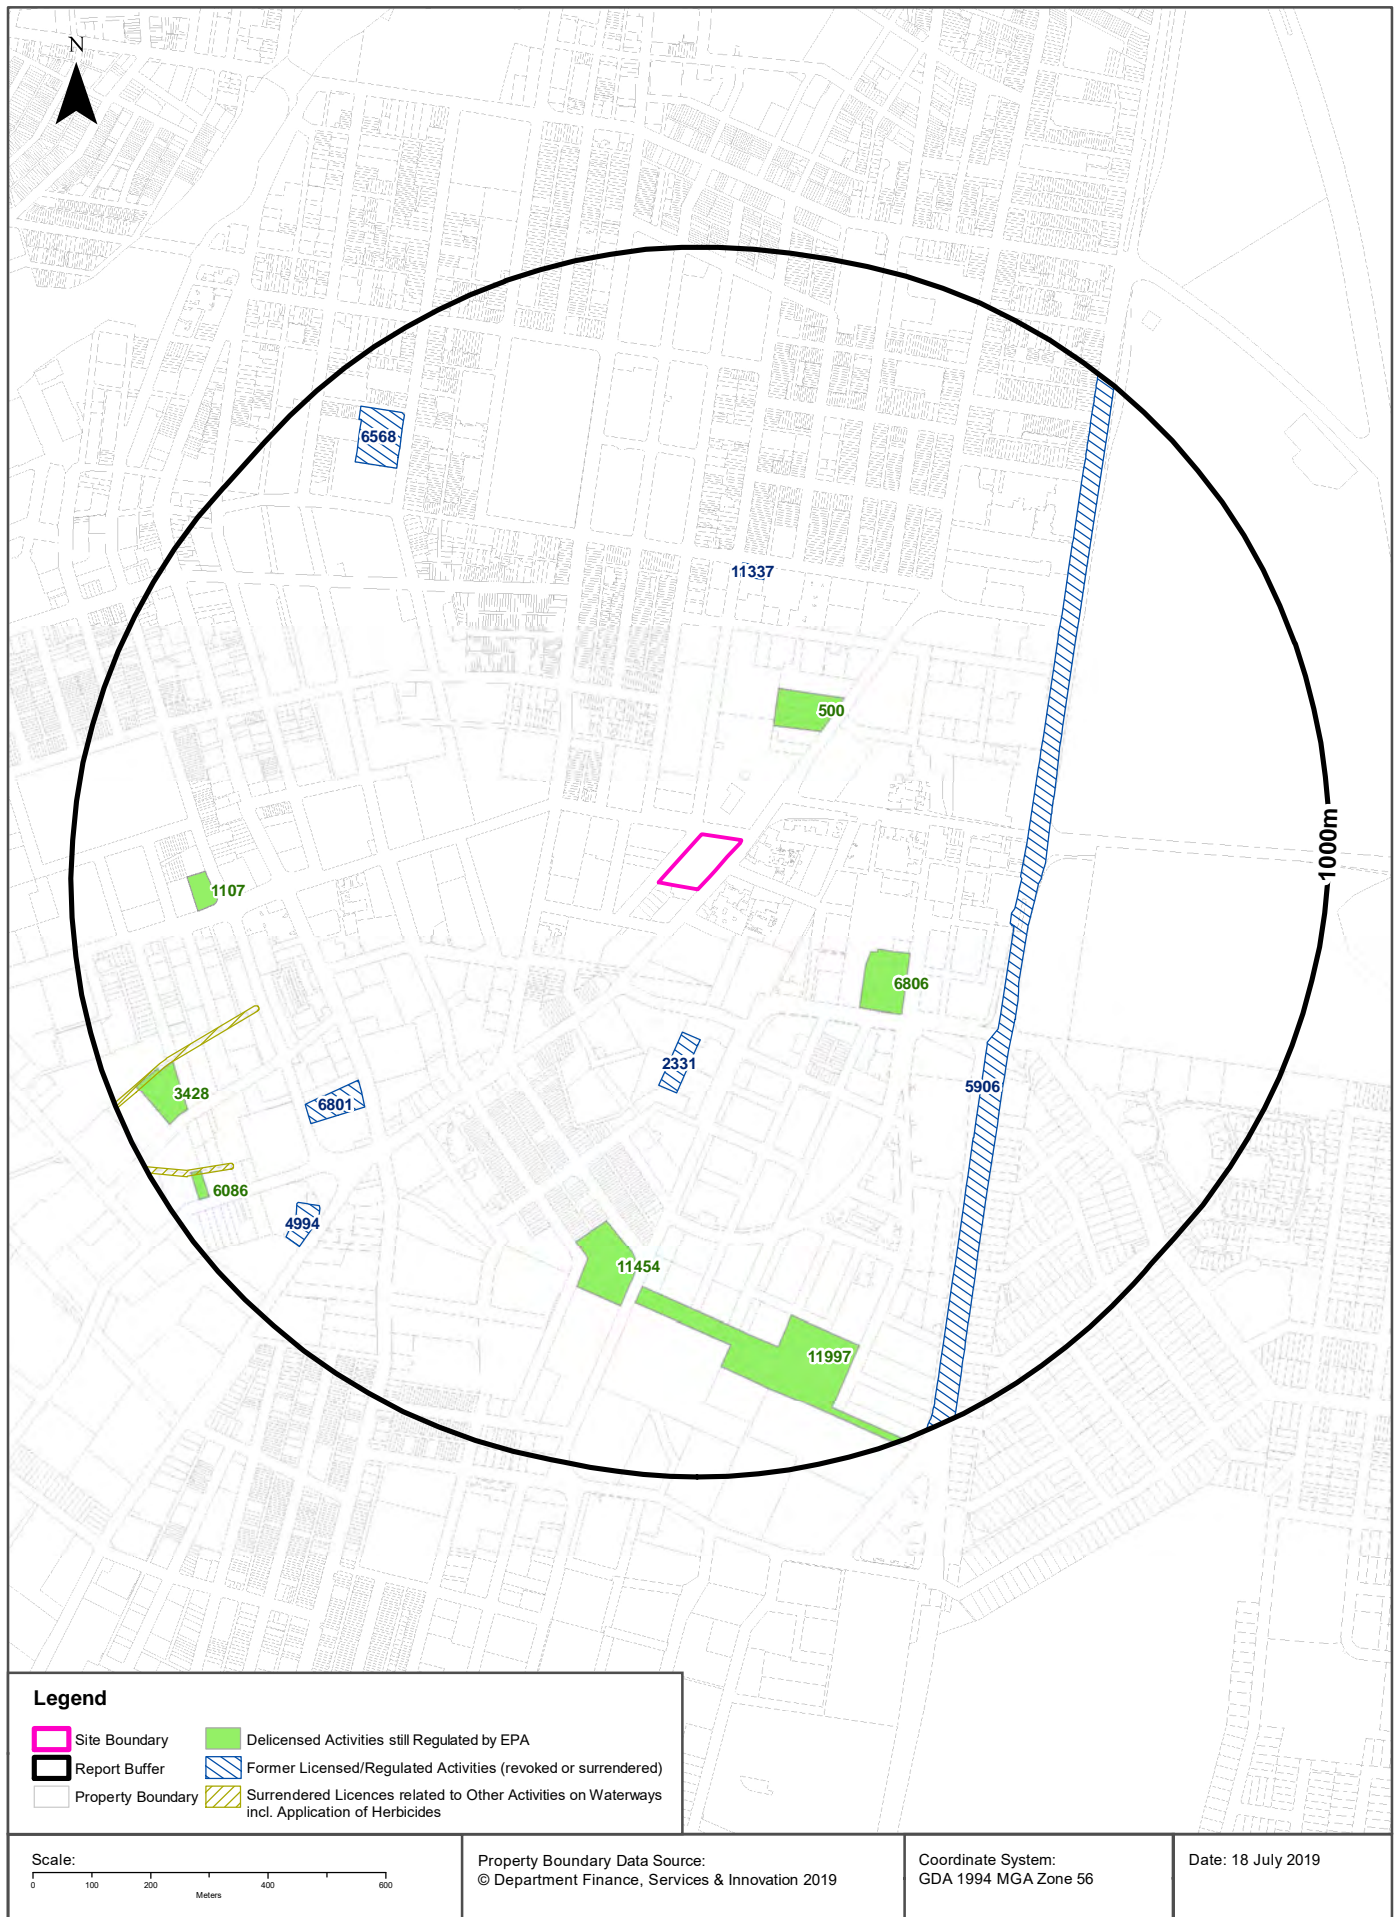 N
6568
11337
500
1000m
1107
6806
2331
5906
3428
6801
6086
4994
11454
11997
Legend
Site Boundary
Report Buffer
Property Boundary
Delicensed Activities still Regulated by EPA
Former Licensed/Regulated Activities (revoked or surrendered)
Surrendered Licences related to Other Activities on Waterways
incl. Application of Herbicides
Scale:
0 100 200 400 600
Meters
Property Boundary Data Source:
© Department Finance, Services & Innovation 2019
Coordinate System:
GDA 1994 MGA Zone 56
Date: 18 July 2019